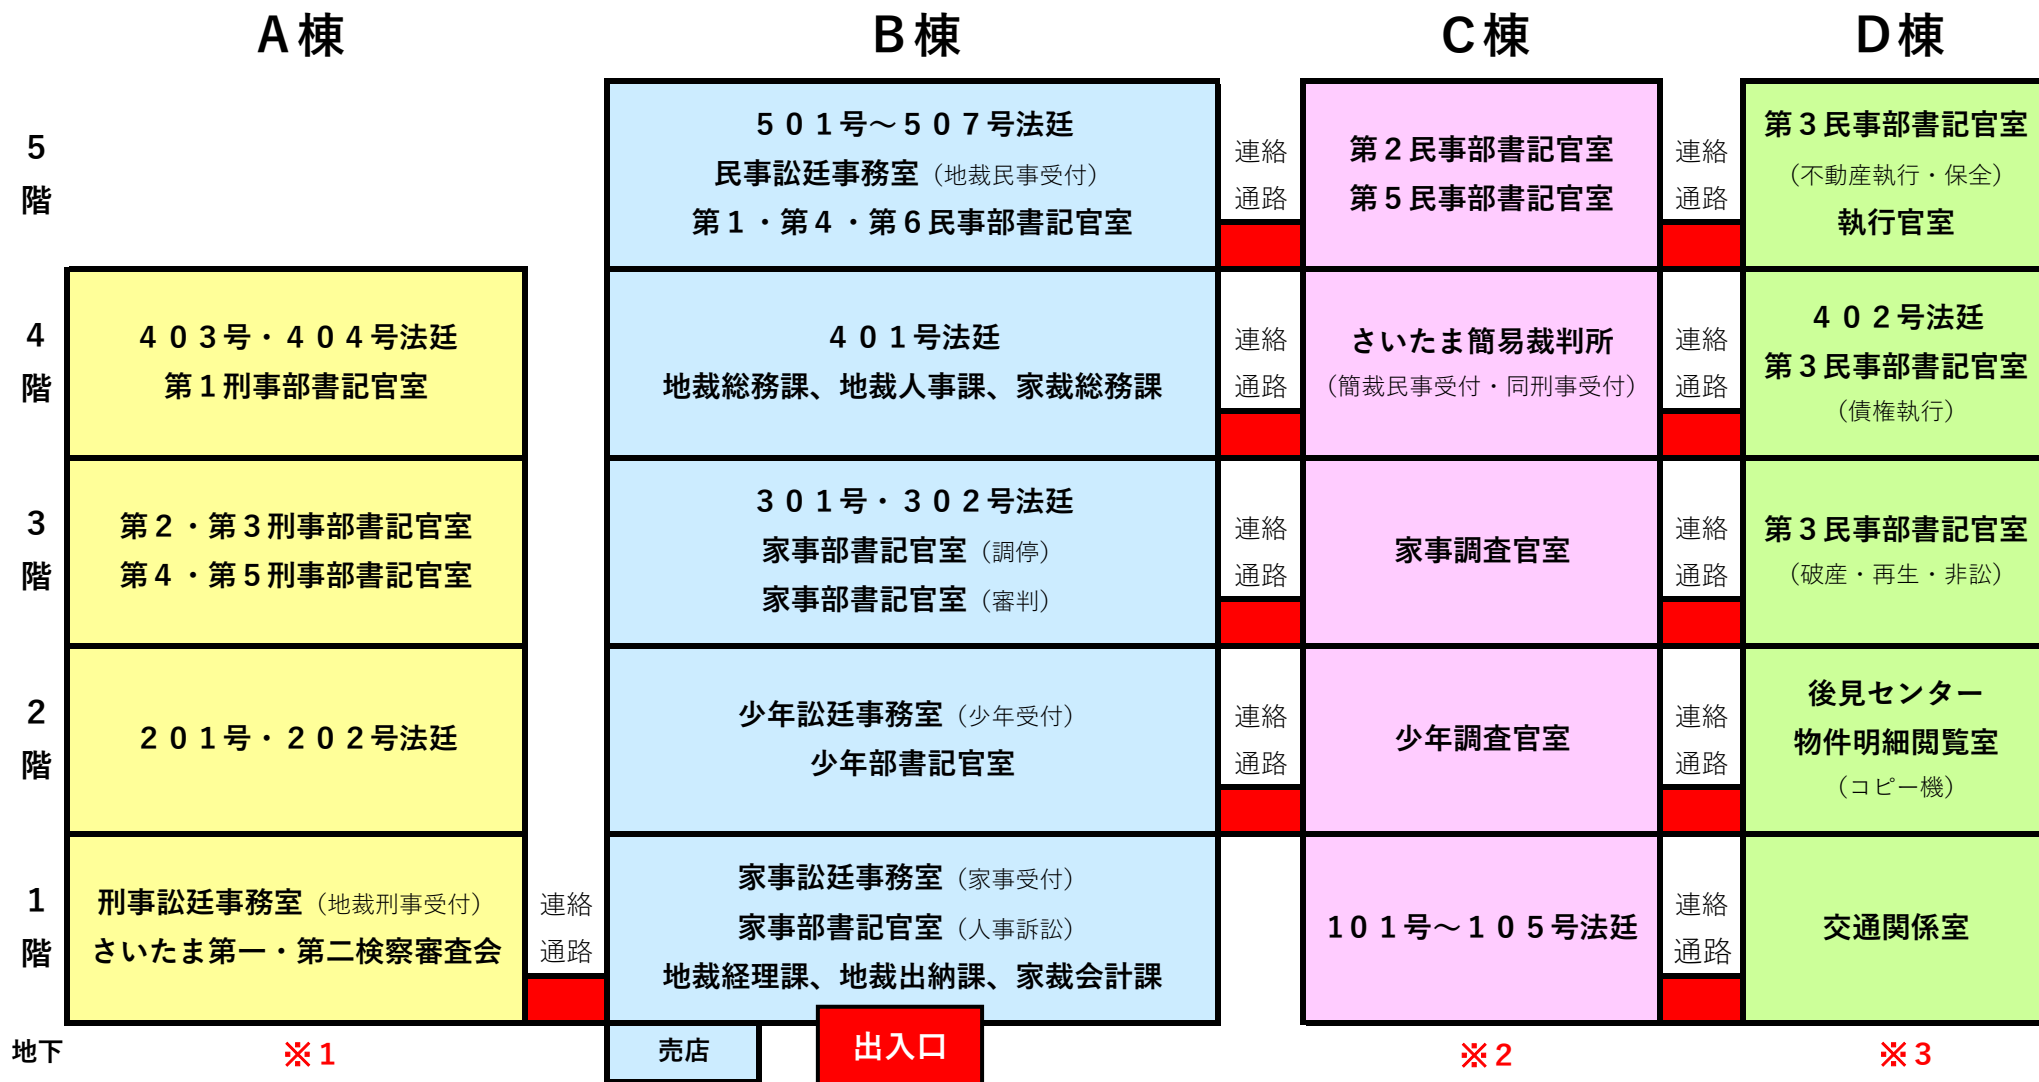 A棟
B棟
C棟
D棟
5
階
501号～507号法廷
民事訟廷事務室（地裁民事受付）
第1・第4・第6民事部書記官室
連絡
通路
第2民事部書記官室
第5民事部書記官室
連絡
通路
第3民事部書記官室
（不動産執行・保全）
執行官室
4
階
403号・404号法廷
第1刑事部書記官室
401号法廷
地裁総務課、地裁人事課、家裁総務課
連絡
通路
さいたま簡易裁判所
（簡裁民事受付・同刑事受付）
連絡
通路
402号法廷
第3民事部書記官室
（債権執行）
3
階
第2・第3刑事部書記官室
第4・第5刑事部書記官室
301号・302号法廷
家事部書記官室（調停）
家事部書記官室（審判）
連絡
通路
家事調査官室
連絡
通路
第3民事部書記官室
（破産・再生・非訟）
2
階
201号・202号法廷
少年訟廷事務室（少年受付）
少年部書記官室
連絡
通路
少年調査官室
連絡
通路
後見センター
物件明細閲覧室
（コピー機）
1
階
刑事訟廷事務室（地裁刑事受付）
さいたま第一・第二検察審査会
連絡
通路
家事訟廷事務室（家事受付）
家事部書記官室（人事訴訟）
地裁経理課、地裁出納課、家裁会計課
101号～105号法廷
連絡
通路
交通関係室
地下
※1
売店
出入口
※2
※3